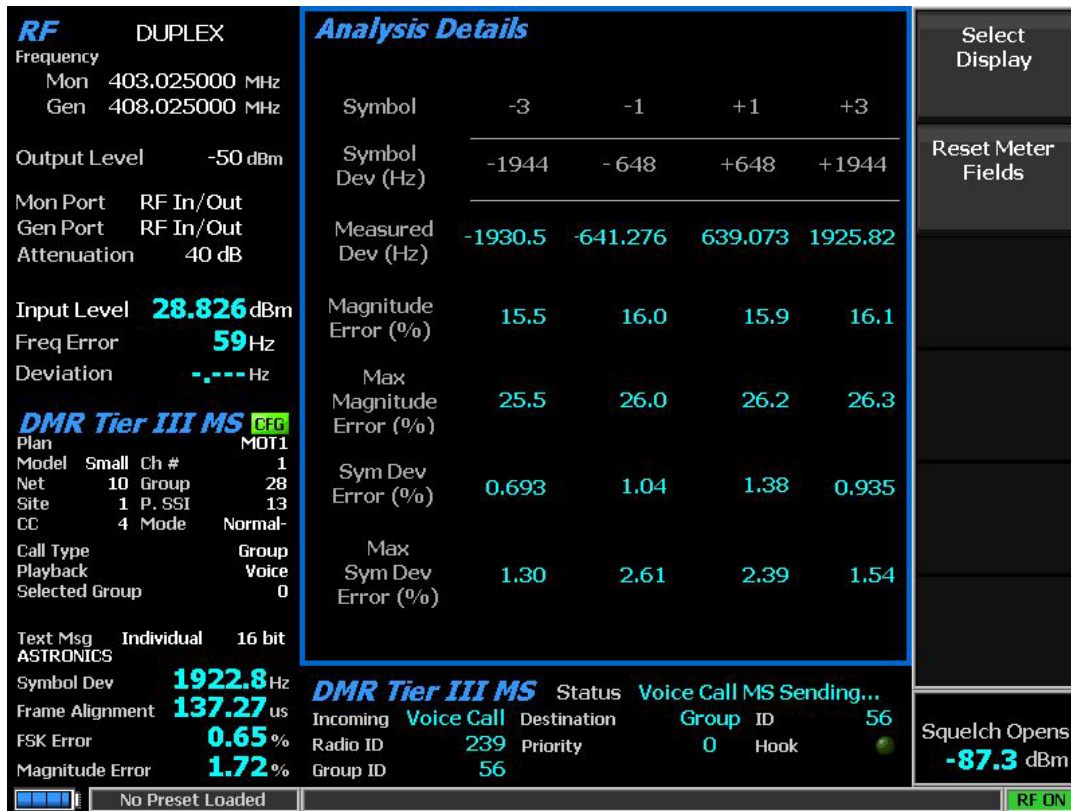 RF DUPLEX
Frequency
Mon 403.025000 MHz
Gen 408.025000 MHz
Output Level -50 dBm
Mon Port RF In/Out
Gen Port RF In/Out
Attenuation 40 dB
Input Level 28.826 dBm
Freq Error 59 Hz
Deviation -.--- Hz
DMR Tier III MS CFG
Plan MOT1
Model Small Ch # 1
Net 10 Group 28
Site 1 P. SSI 13
CC 4 Mode Normal-
Call Type Group
Playback Voice
Selected Group 0
Text Msg Individual 16 bit
ASTRONICS
Symbol Dev 1922.8 Hz
Frame Alignment 137.27 us
FSK Error 0.65 %
Magnitude Error 1.72 %
Analysis Details
Symbol -3 -1 +1 +3
Symbol
Dev (Hz) -1944 -648 +648 +1944
Measured
Dev (Hz) -1930.5 -641.276 639.073 1925.82
Magnitude
Error (%) 15.5 16.0 15.9 16.1
Max
Magnitude
Error (%) 25.5 26.0 26.2 26.3
Sym Dev
Error (%) 0.693 1.04 1.38 0.935
Max
Sym Dev
Error (%) 1.30 2.61 2.39 1.54
DMR Tier III MS Status Voice Call MS Sending...
Incoming Voice Call Destination Group ID 56
Radio ID 239 Priority 0 Hook
Group ID 56
Select
Display
Reset Meter
Fields
Squelch Opens
-87.3 dBm
No Preset Loaded
RF ON